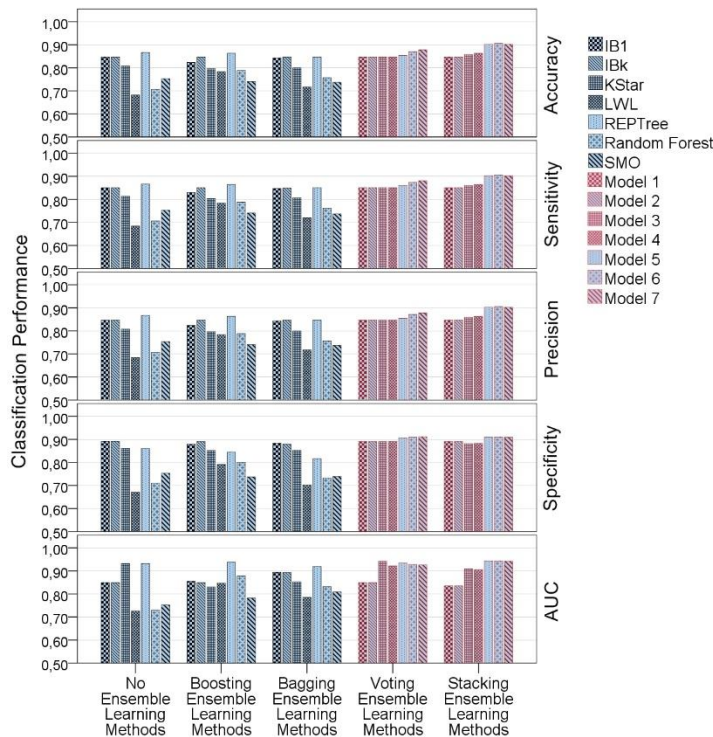 Classification Performance
1,00
0,90
0,80
0,70
0,60
0,50
Accuracy
1,00
0,90
0,80
0,70
0,60
0,50
Sensitivity
1,00
0,90
0,80
0,70
0,60
0,50
Precision
1,00
0,90
0,80
0,70
0,60
0,50
Specificity
1,00
0,90
0,80
0,70
0,60
0,50
AUC
No
Ensemble
Learning
Methods
Boosting
Ensemble
Learning
Methods
Bagging
Ensemble
Learning
Methods
Voting
Ensemble
Learning
Methods
Stacking
Ensemble
Learning
Methods
IB1
IBk
KStar
LWL
REPTree
Random Forest
SMO
Model 1
Model 2
Model 3
Model 4
Model 5
Model 6
Model 7